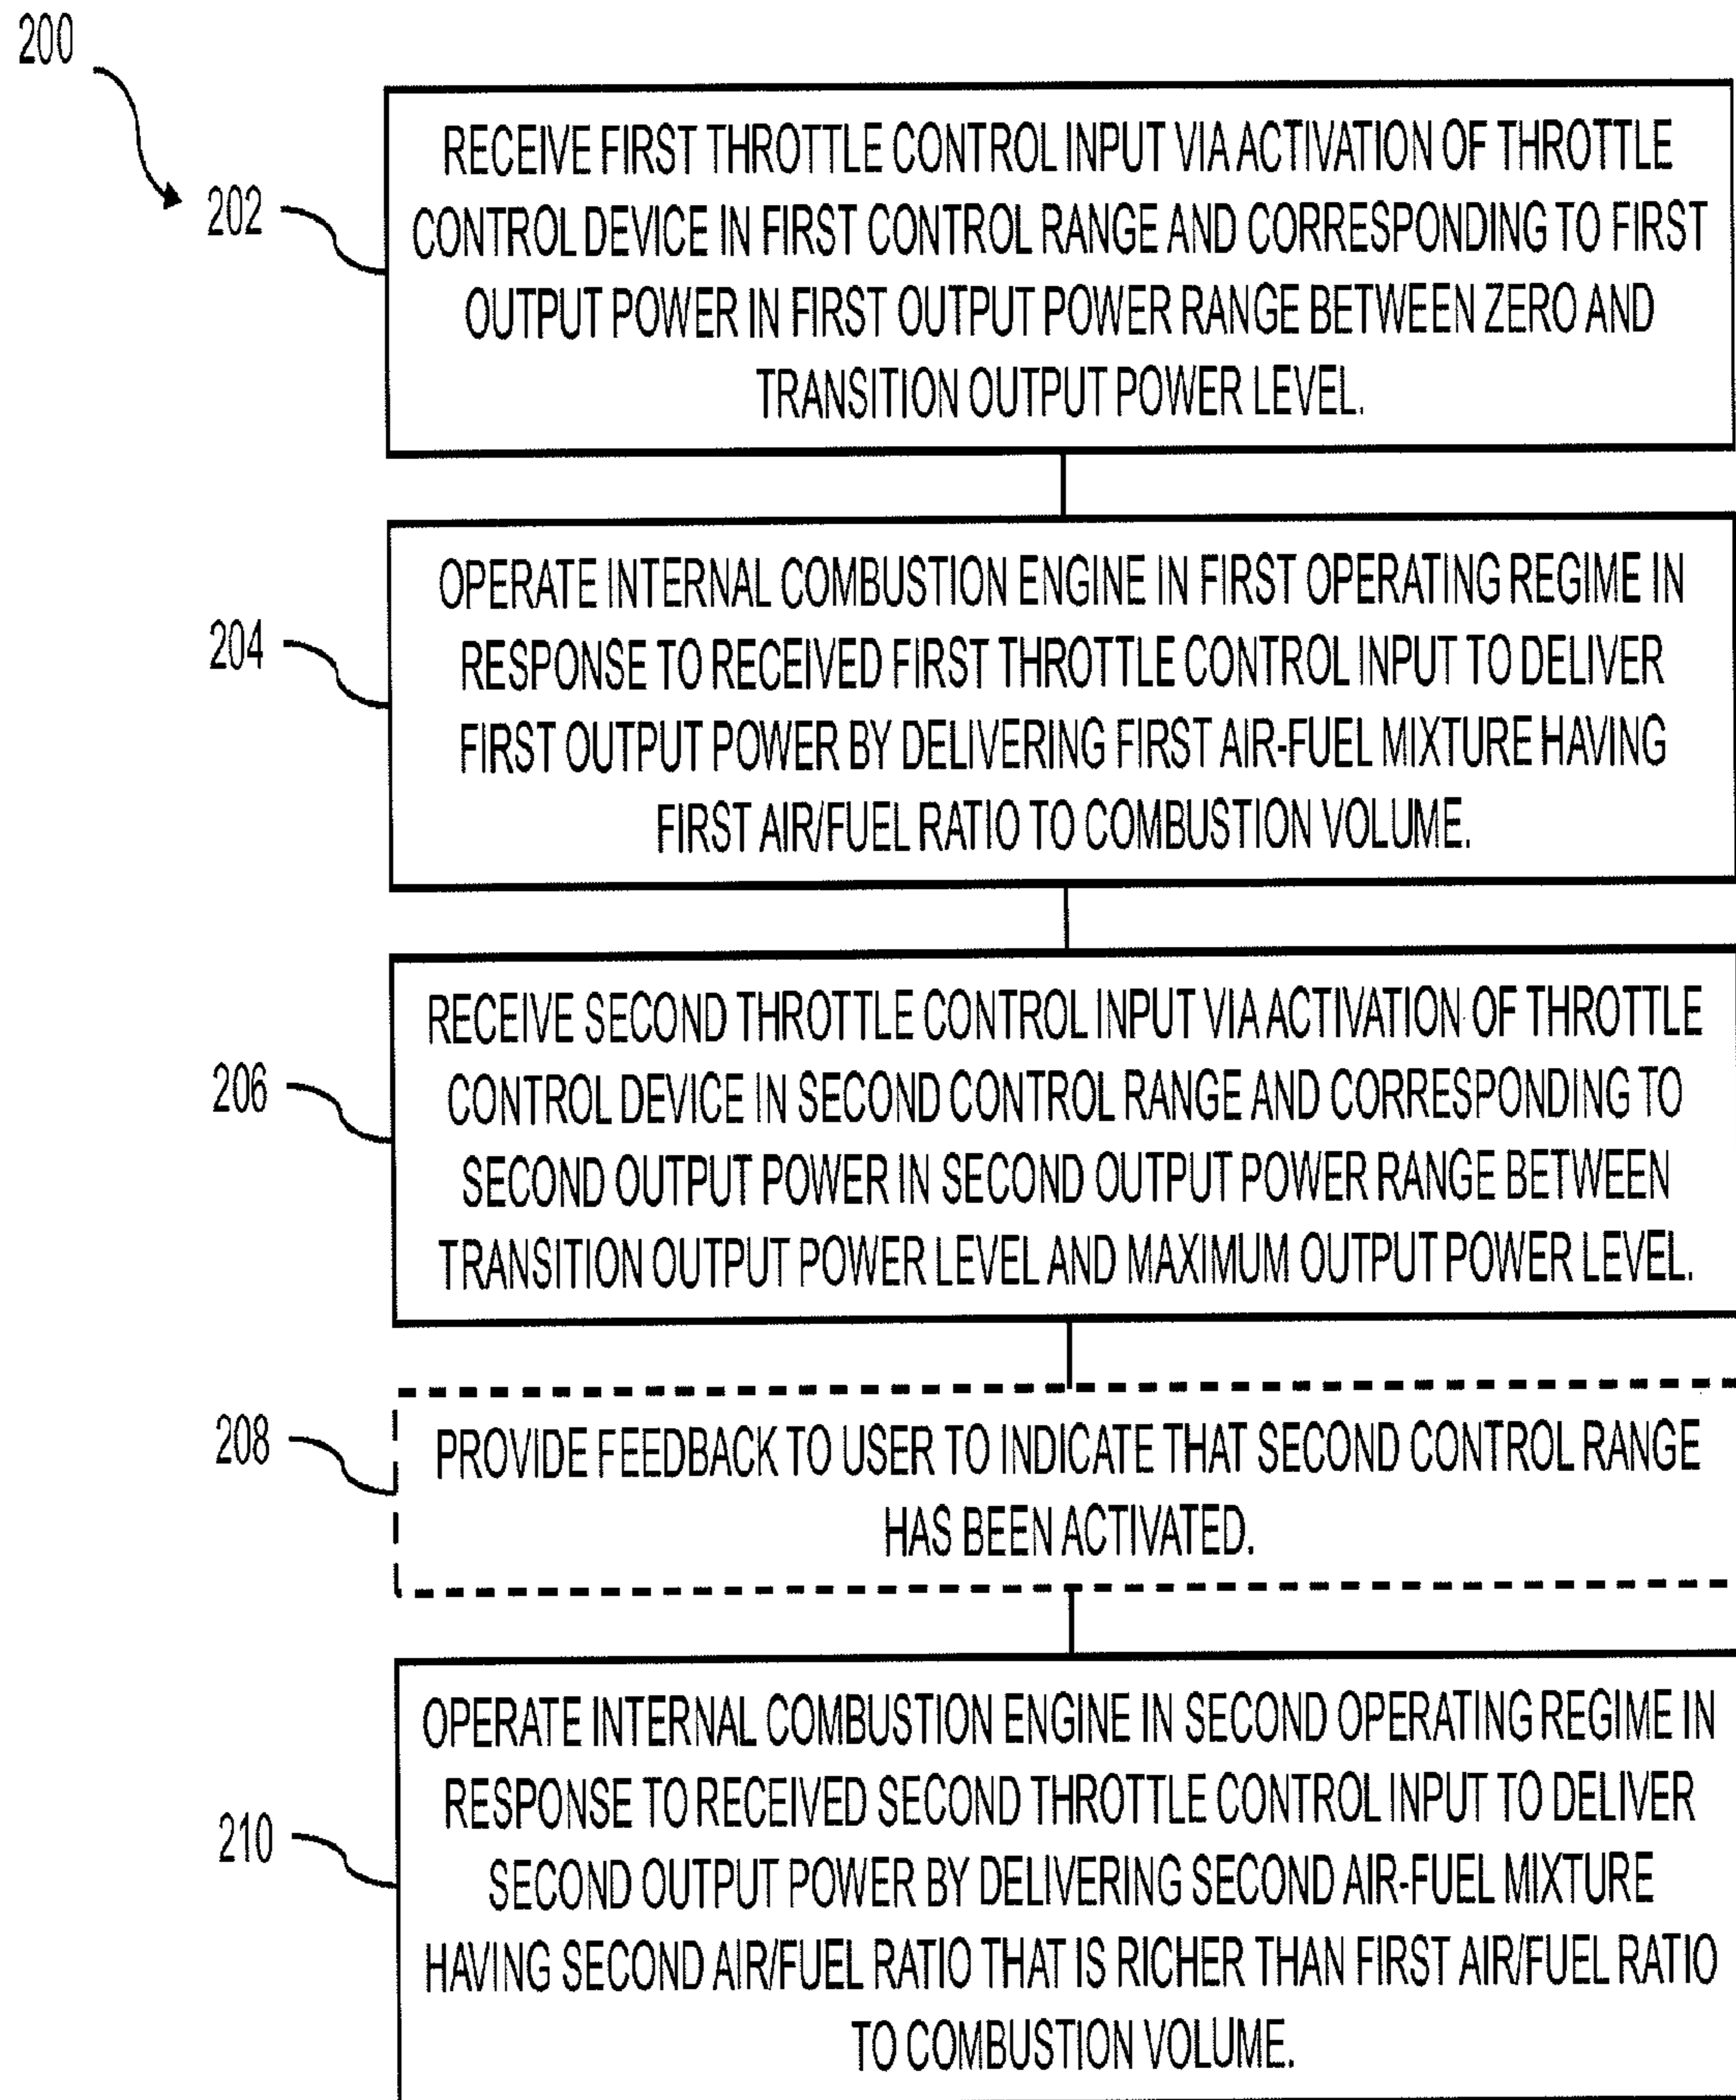 200
202
RECEIVE FIRST THROTTLE CONTROL INPUT VIA ACTIVATION OF THROTTLE
CONTROL DEVICE IN FIRST CONTROL RANGE AND CORRESPONDING TO FIRST
OUTPUT POWER IN FIRST OUTPUT POWER RANGE BETWEEN ZERO AND
TRANSITION OUTPUT POWER LEVEL.
204
OPERATE INTERNAL COMBUSTION ENGINE IN FIRST OPERATING REGIME IN
RESPONSE TO RECEIVED FIRST THROTTLE CONTROL INPUT TO DELIVER
FIRST OUTPUT POWER BY DELIVERING FIRST AIR-FUEL MIXTURE HAVING
FIRST AIR/FUEL RATIO TO COMBUSTION VOLUME.
206
RECEIVE SECOND THROTTLE CONTROL INPUT VIA ACTIVATION OF THROTTLE
CONTROL DEVICE IN SECOND CONTROL RANGE AND CORRESPONDING TO
SECOND OUTPUT POWER IN SECOND OUTPUT POWER RANGE BETWEEN
TRANSITION OUTPUT POWER LEVEL AND MAXIMUM OUTPUT POWER LEVEL.
208
PROVIDE FEEDBACK TO USER TO INDICATE THAT SECOND CONTROL RANGE
HAS BEEN ACTIVATED.
210
OPERATE INTERNAL COMBUSTION ENGINE IN SECOND OPERATING REGIME IN
RESPONSE TO RECEIVED SECOND THROTTLE CONTROL INPUT TO DELIVER
SECOND OUTPUT POWER BY DELIVERING SECOND AIR-FUEL MIXTURE
HAVING SECOND AIR/FUEL RATIO THAT IS RICHER THAN FIRST AIR/FUEL RATIO
TO COMBUSTION VOLUME.